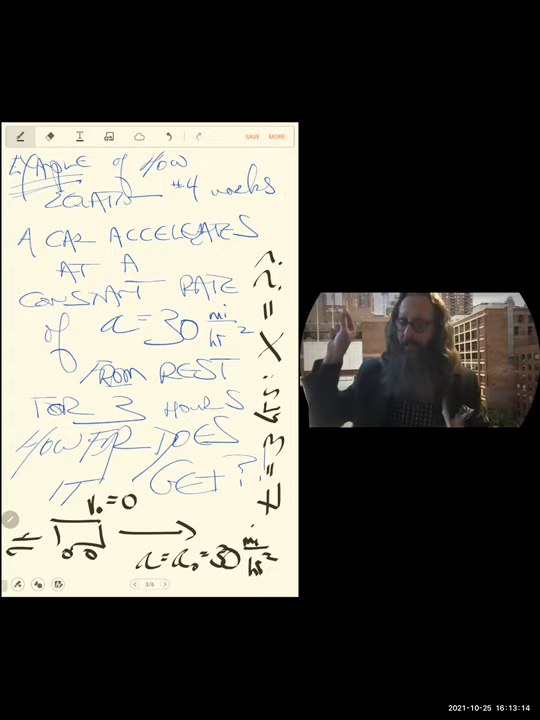 SAVE MORE
EXAMPLE of HOW
EQUATION #4 works
A CAR ACCELERATES
AT A
CONSTANT RATE
of a = 30 mi/hr²
FROM REST
FOR 3 HOURS
HOW FAR DOES
IT GET?
t = 3 hrs: X = ?
V₀ = 0
a = a₀ = 30 mi/hr²
3/6
2021-10-25 16:13:14